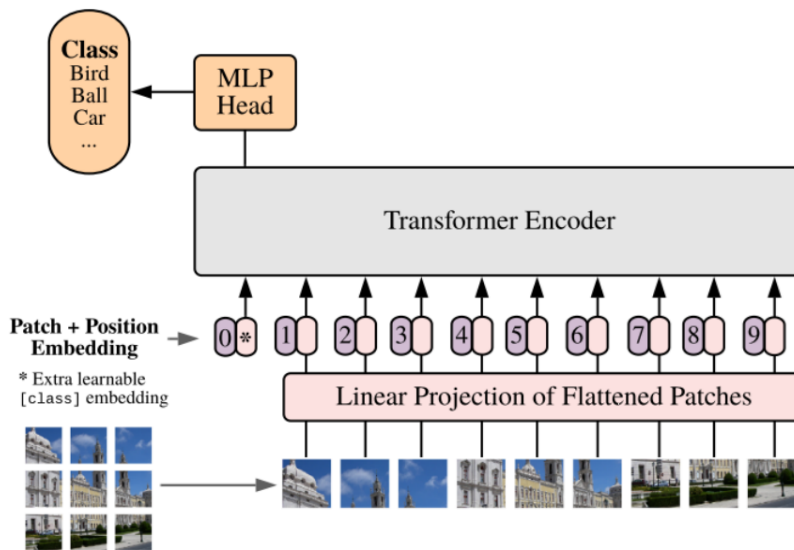 Class
Bird
Ball
Car
...
MLP
Head
Transformer Encoder
Patch + Position
Embedding
0 * 1 2 3 4 5 6 7 8 9
* Extra learnable
[class] embedding
Linear Projection of Flattened Patches